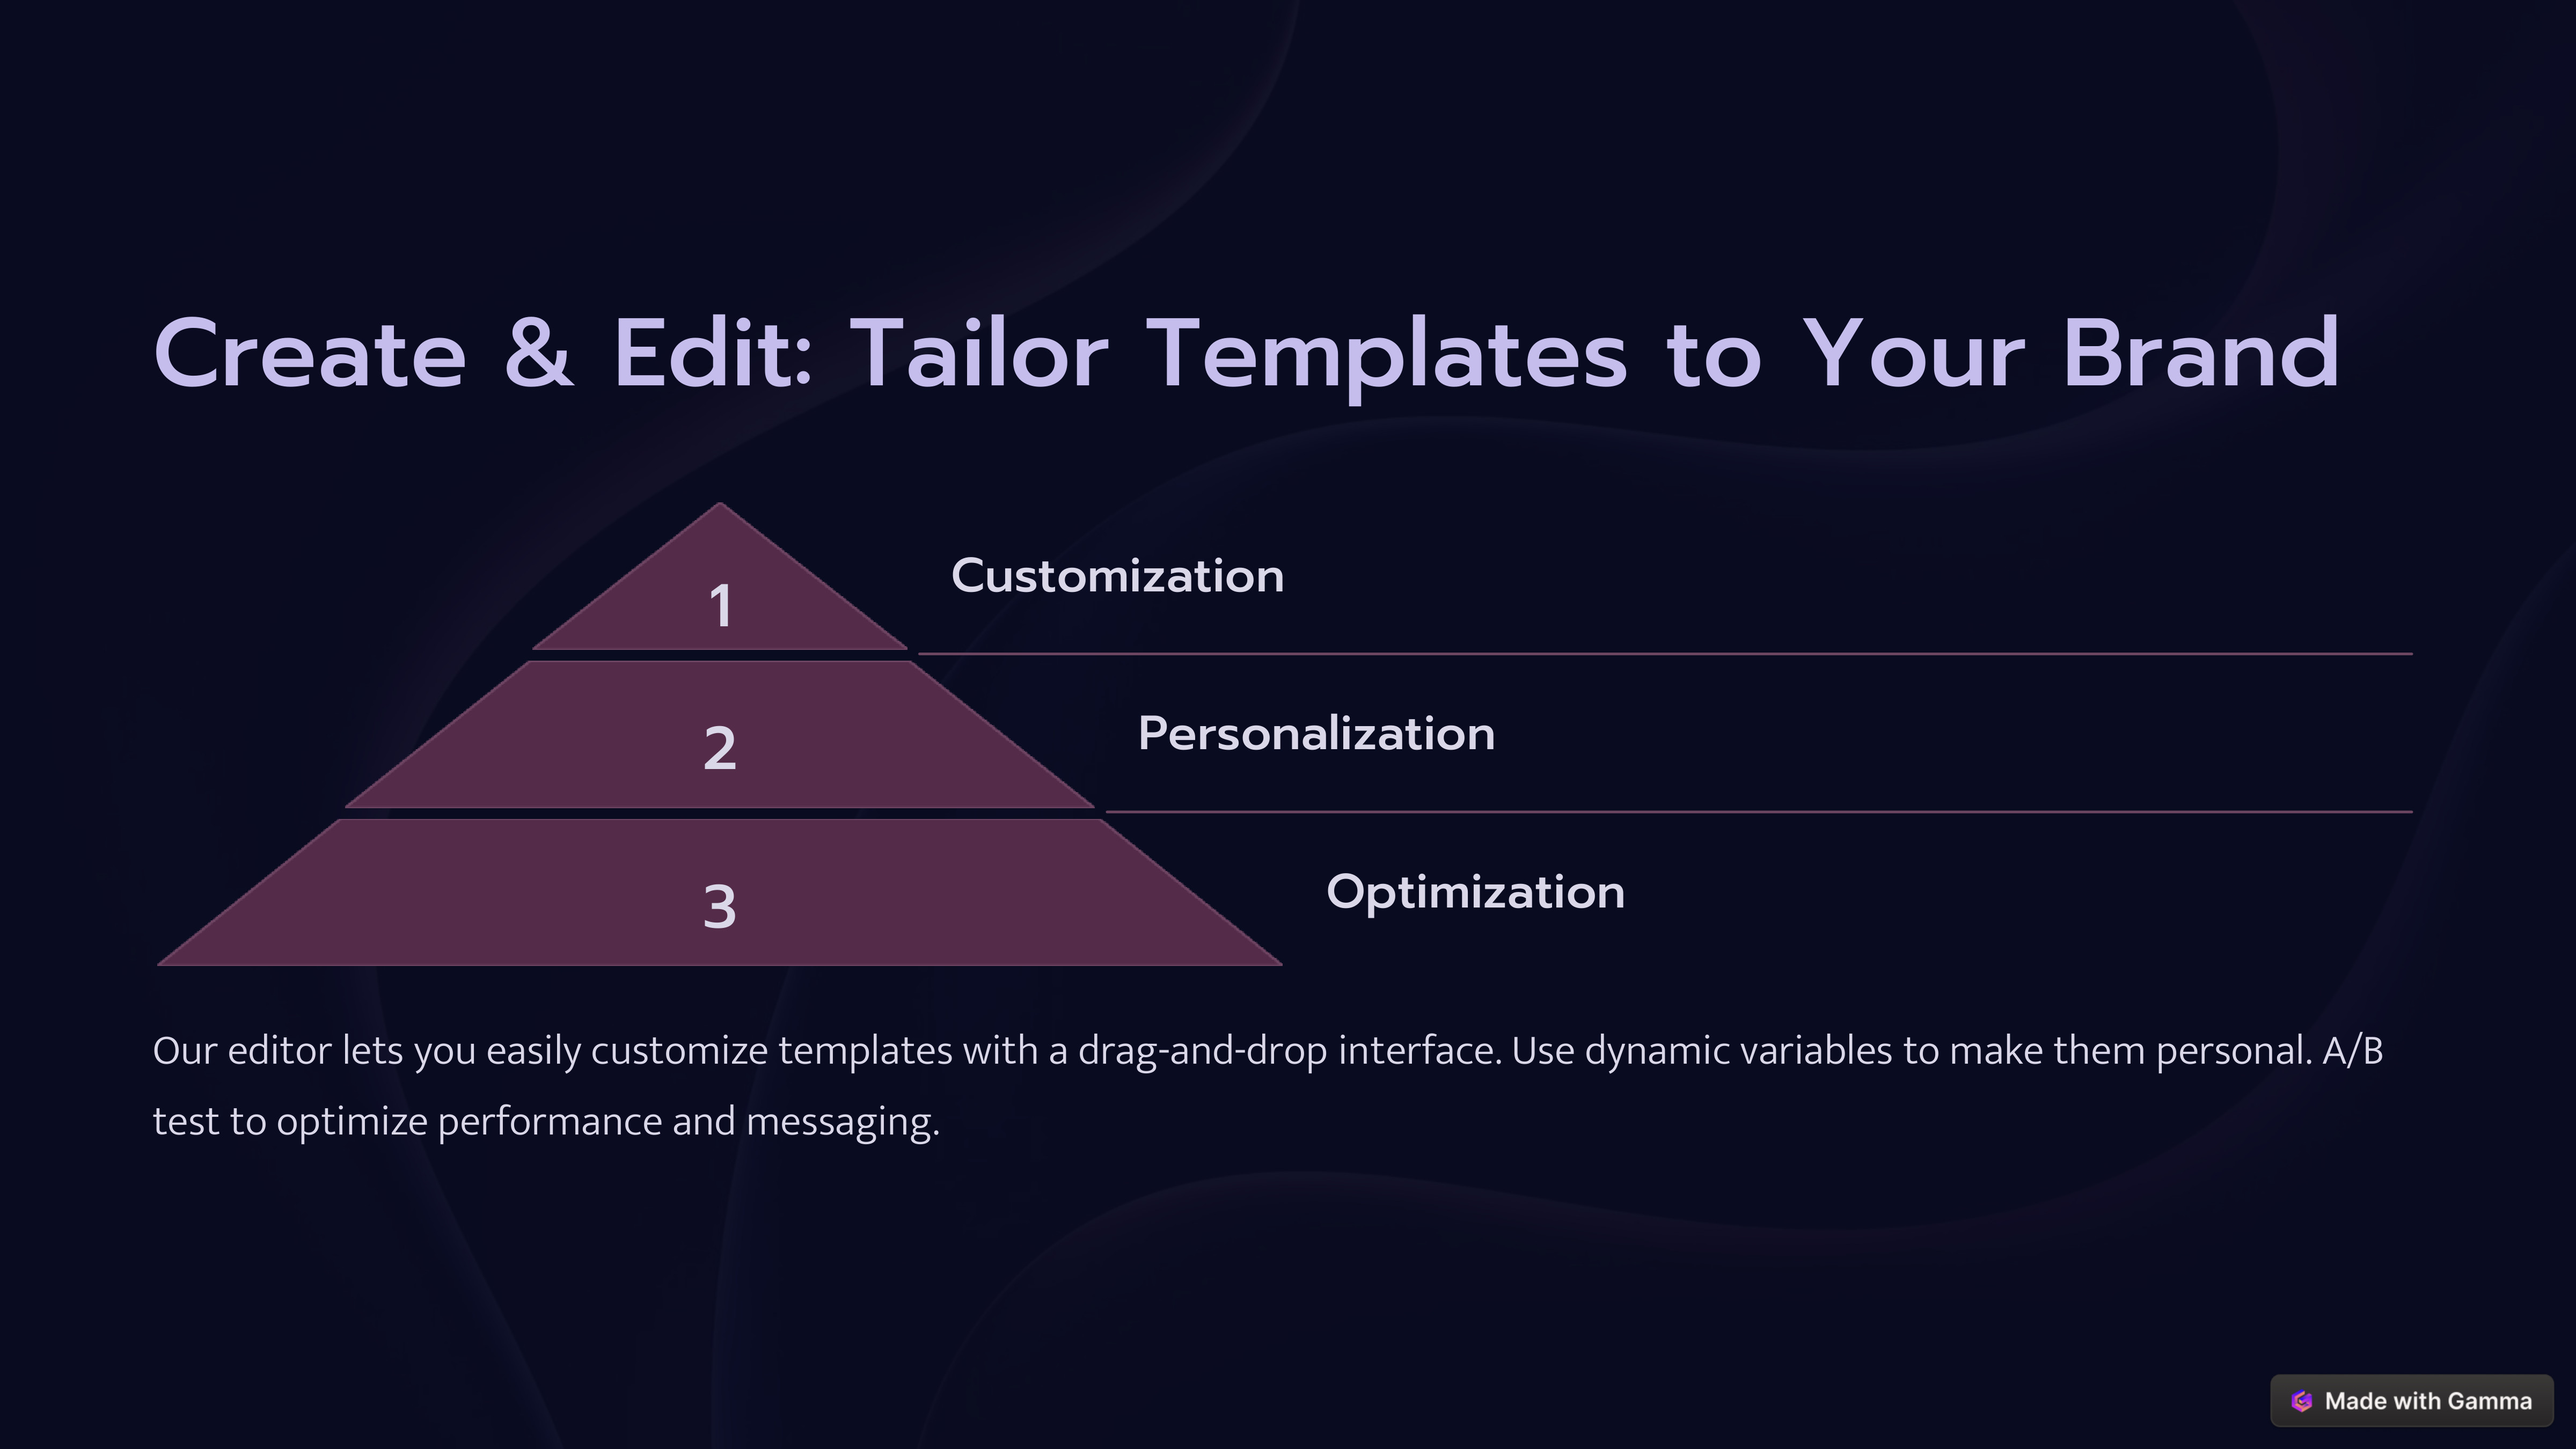 Create & Edit: Tailor Templates to Your Brand
1
Customization
2
Personalization
3
Optimization
Our editor lets you easily customize templates with a drag-and-drop interface. Use dynamic variables to make them personal. A/B
test to optimize performance and messaging.
Made with Gamma